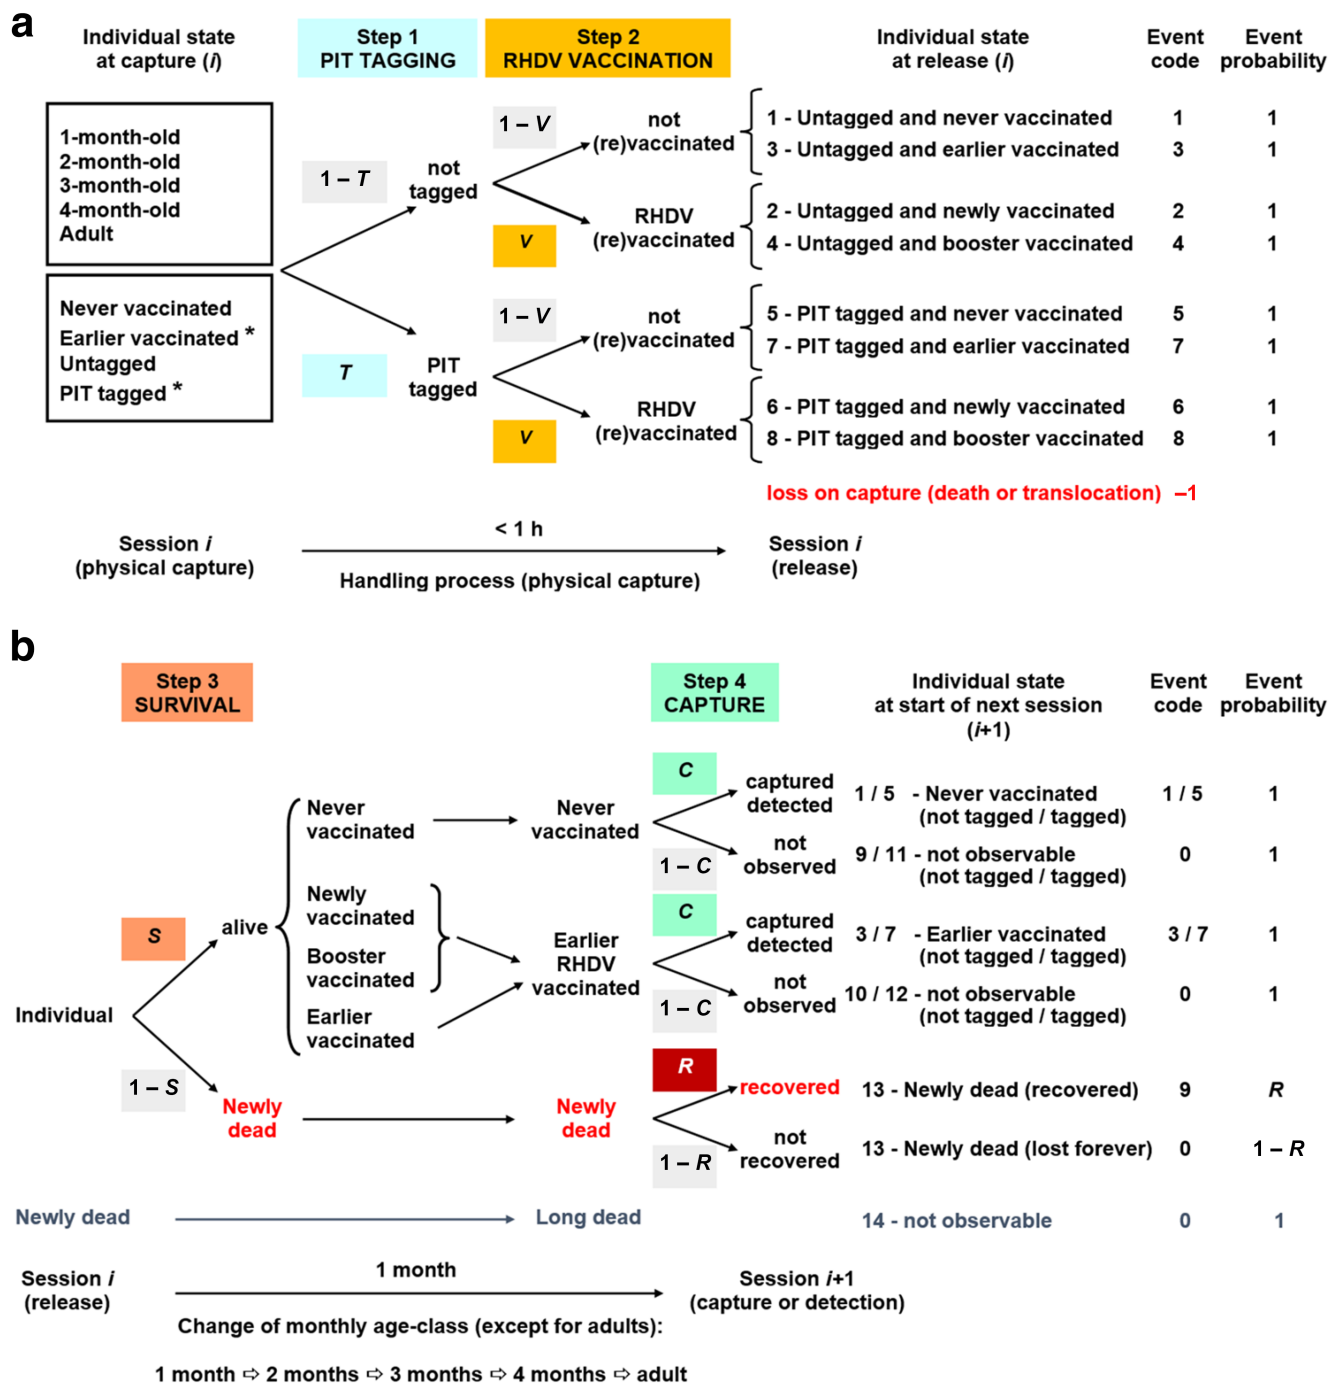 a
Individual state
at capture (i)
Step 1
PIT TAGGING
Step 2
RHDV VACCINATION
Individual state
at release (i)
Event
code
Event
probability
1-month-old
2-month-old
3-month-old
4-month-old
Adult
Never vaccinated
Earlier vaccinated *
Untagged
PIT tagged *
1 – T
not
tagged
T
PIT
tagged
1 – V
not
(re)vaccinated
V
RHDV
(re)vaccinated
1 – V
not
(re)vaccinated
V
RHDV
(re)vaccinated
1 - Untagged and never vaccinated 1 1
3 - Untagged and earlier vaccinated 3 1
2 - Untagged and newly vaccinated 2 1
4 - Untagged and booster vaccinated 4 1
5 - PIT tagged and never vaccinated 5 1
7 - PIT tagged and earlier vaccinated 7 1
6 - PIT tagged and newly vaccinated 6 1
8 - PIT tagged and booster vaccinated 8 1
loss on capture (death or translocation) –1
Session i
(physical capture)
< 1 h
Handling process (physical capture)
Session i
(release)
b
Step 3
SURVIVAL
Step 4
CAPTURE
Individual state
at start of next session
(i+1)
Event
code
Event
probability
Individual
S
alive
1 – S
Newly
dead
Never
vaccinated
Newly
vaccinated
Booster
vaccinated
Earlier
vaccinated
Never
vaccinated
Earlier
RHDV
vaccinated
Newly
dead
C
captured
detected
1 – C
not
observed
C
captured
detected
1 – C
not
observed
R
recovered
1 – R
not
recovered
1 / 5 - Never vaccinated 1 / 5 1
(not tagged / tagged)
9 / 11 - not observable 0 1
(not tagged / tagged)
3 / 7 - Earlier vaccinated 3 / 7 1
(not tagged / tagged)
10 / 12 - not observable 0 1
(not tagged / tagged)
13 - Newly dead (recovered) 9 R
13 - Newly dead (lost forever) 0 1 – R
Newly dead Long dead 14 - not observable 0 1
Session i
(release)
1 month
Session i+1
(capture or detection)
Change of monthly age-class (except for adults):
1 month ⇨ 2 months ⇨ 3 months ⇨ 4 months ⇨ adult